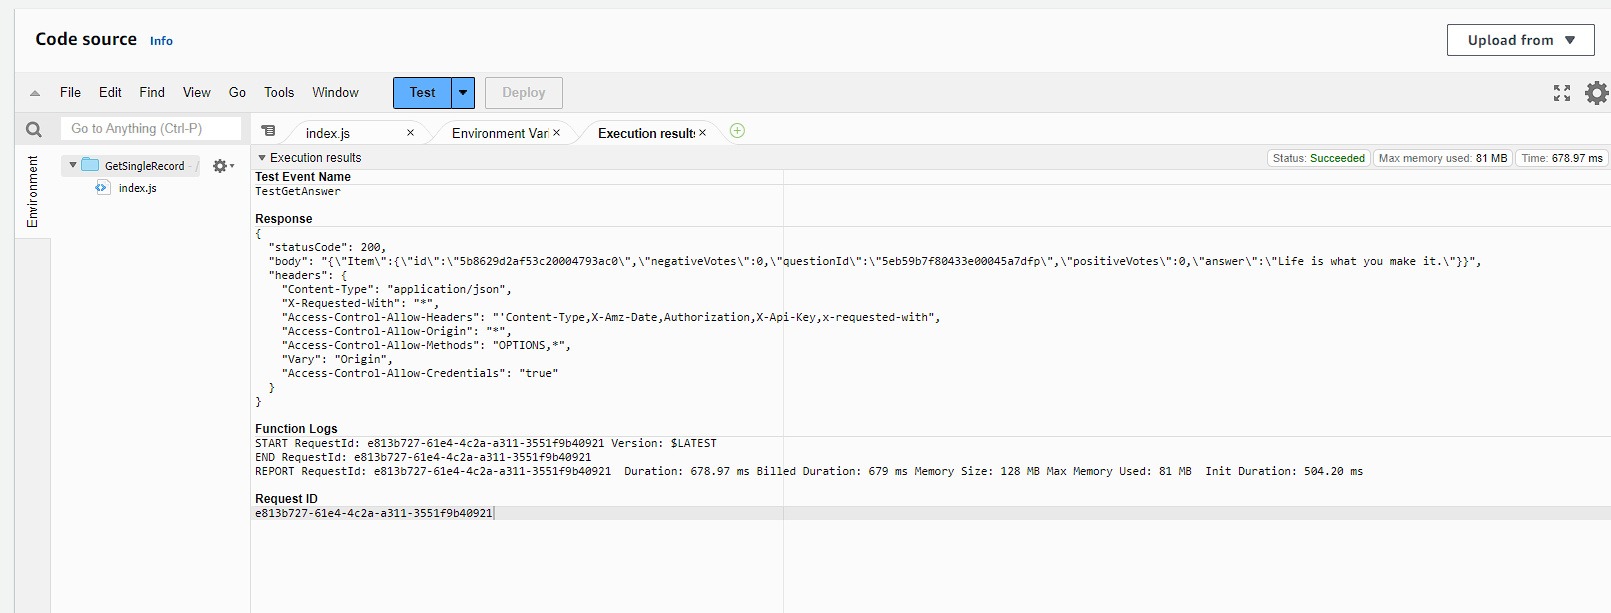 Code source Info
Upload from
File Edit Find View Go Tools Window Test Deploy
Go to Anything (Ctrl-P)
index.js Environment Vari Execution results
Environment
GetSingleRecord - /
index.js
Execution results
Status: Succeeded Max memory used: 81 MB Time: 678.97 ms
Test Event Name
TestGetAnswer
Response
{
  "statusCode": 200,
  "body": "{\"Item\":{\"id\":\"5b8629d2af53c20004793ac0\",\"negativeVotes\":0,\"questionId\":\"5eb59b7f80433e00045a7dfp\",\"positiveVotes\":0,\"answer\":\"Life is what you make it.\"}}",
  "headers": {
    "Content-Type": "application/json",
    "X-Requested-With": "*",
    "Access-Control-Allow-Headers": "'Content-Type,X-Amz-Date,Authorization,X-Api-Key,x-requested-with",
    "Access-Control-Allow-Origin": "*",
    "Access-Control-Allow-Methods": "OPTIONS,*",
    "Vary": "Origin",
    "Access-Control-Allow-Credentials": "true"
  }
}
Function Logs
START RequestId: e813b727-61e4-4c2a-a311-3551f9b40921 Version: $LATEST
END RequestId: e813b727-61e4-4c2a-a311-3551f9b40921
REPORT RequestId: e813b727-61e4-4c2a-a311-3551f9b40921  Duration: 678.97 ms Billed Duration: 679 ms Memory Size: 128 MB Max Memory Used: 81 MB  Init Duration: 504.20 ms
Request ID
e813b727-61e4-4c2a-a311-3551f9b40921